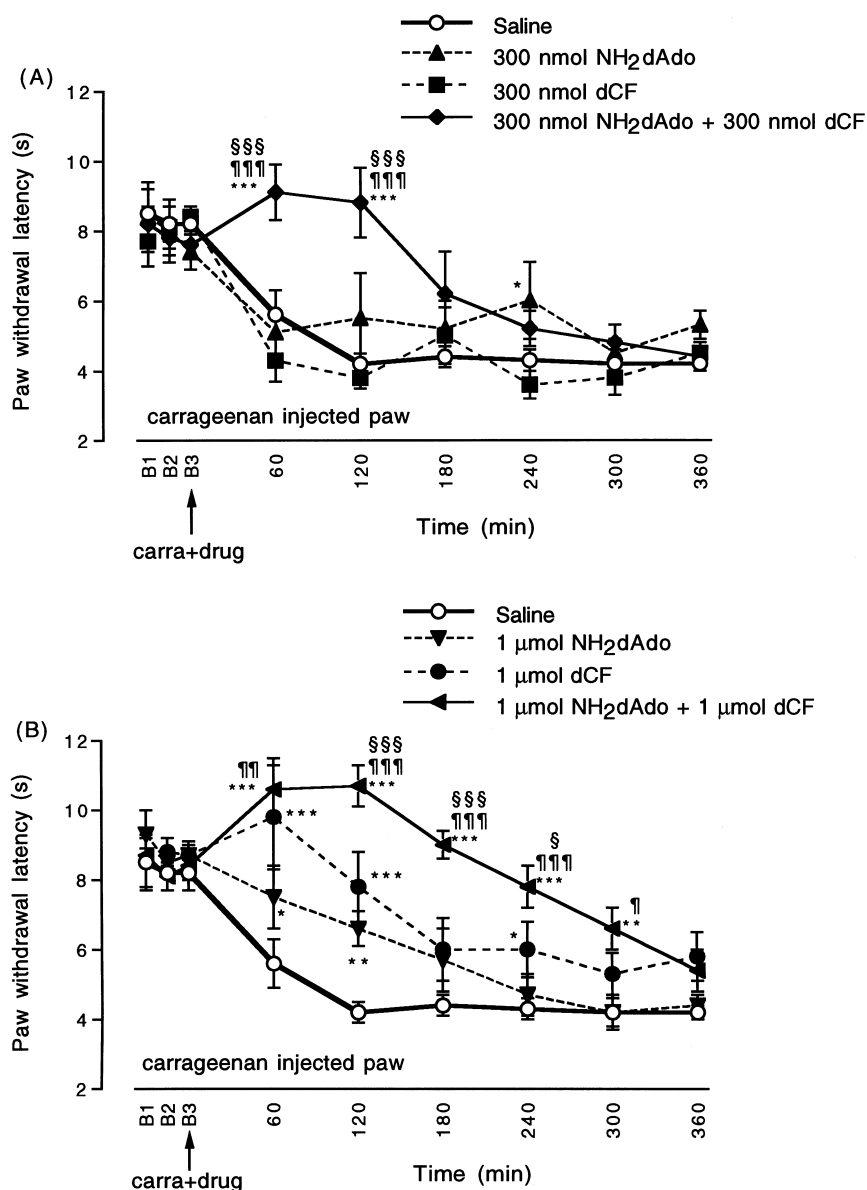 Saline
(A)
300 nmol NH2dAdo
300 nmol dCF
300 nmol NH2dAdo + 300 nmol dCF
12
10
8
6
4
2
Paw withdrawal latency (s)
§§§
¶¶¶
***
§§§
¶¶¶
***
*
carrageenan injected paw
B1
B2
B3
60
120
180
240
300
360
Time (min)
carra+drug
Saline
1 µmol NH2dAdo
1 µmol dCF
1 µmol NH2dAdo + 1 µmol dCF
(B)
12
10
8
6
4
2
Paw withdrawal latency (s)
¶¶
***
§§§
¶¶¶
***
***
***
*
**
§§§
¶¶¶
***
§
¶¶¶
***
*
¶
**
carrageenan injected paw
B1
B2
B3
60
120
180
240
300
360
Time (min)
carra+drug